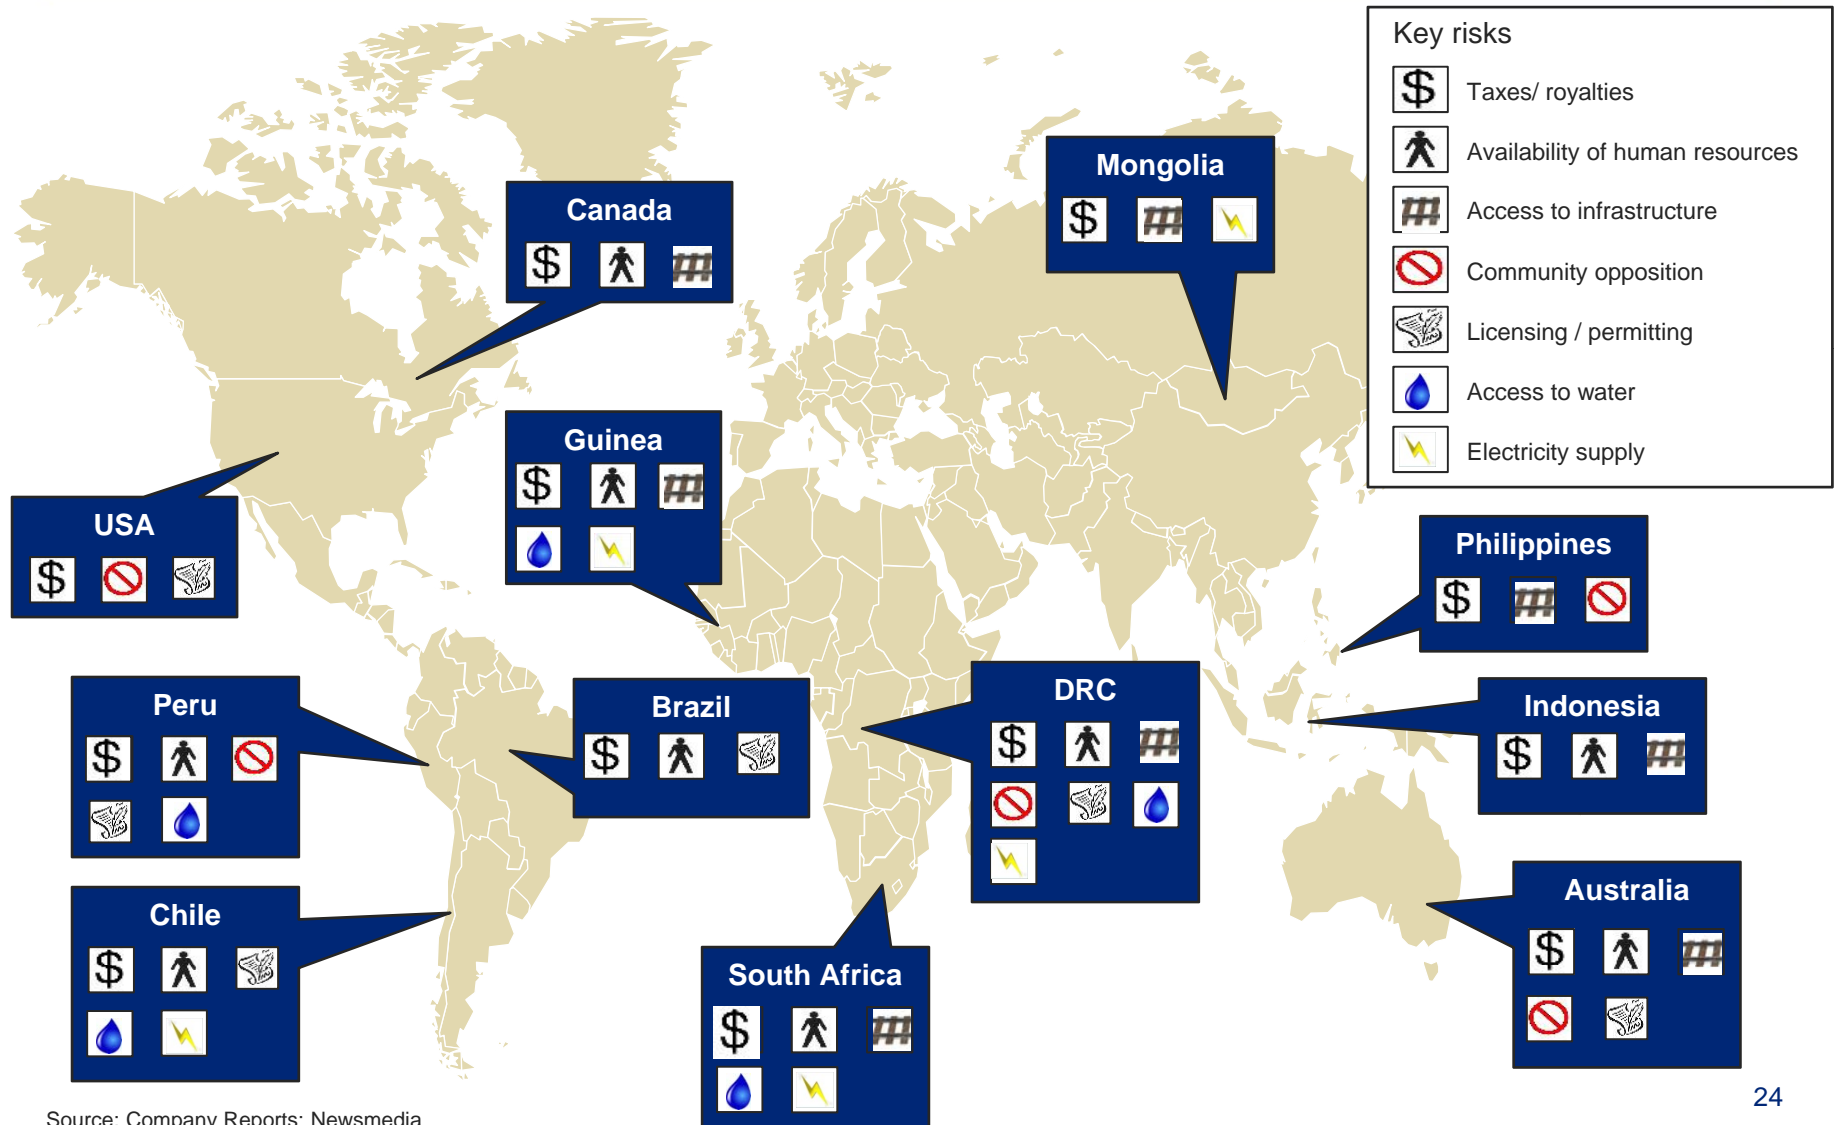 Key risks
Taxes/ royalties
Availability of human resources
Access to infrastructure
Community opposition
Licensing / permitting
Access to water
Electricity supply
Mongolia
Canada
Guinea
USA
Philippines
Peru
Brazil
DRC
Indonesia
Chile
South Africa
Australia
24
Source: Company Reports; Newsmedia